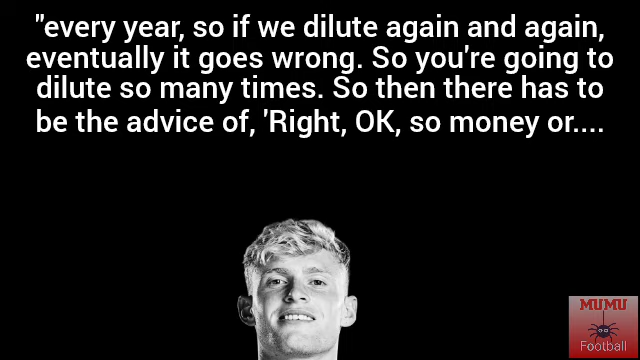 "every year, so if we dilute again and again,
eventually it goes wrong. So you're going to
dilute so many times. So then there has to
be the advice of, 'Right, OK, so money or....
MUMU
Football